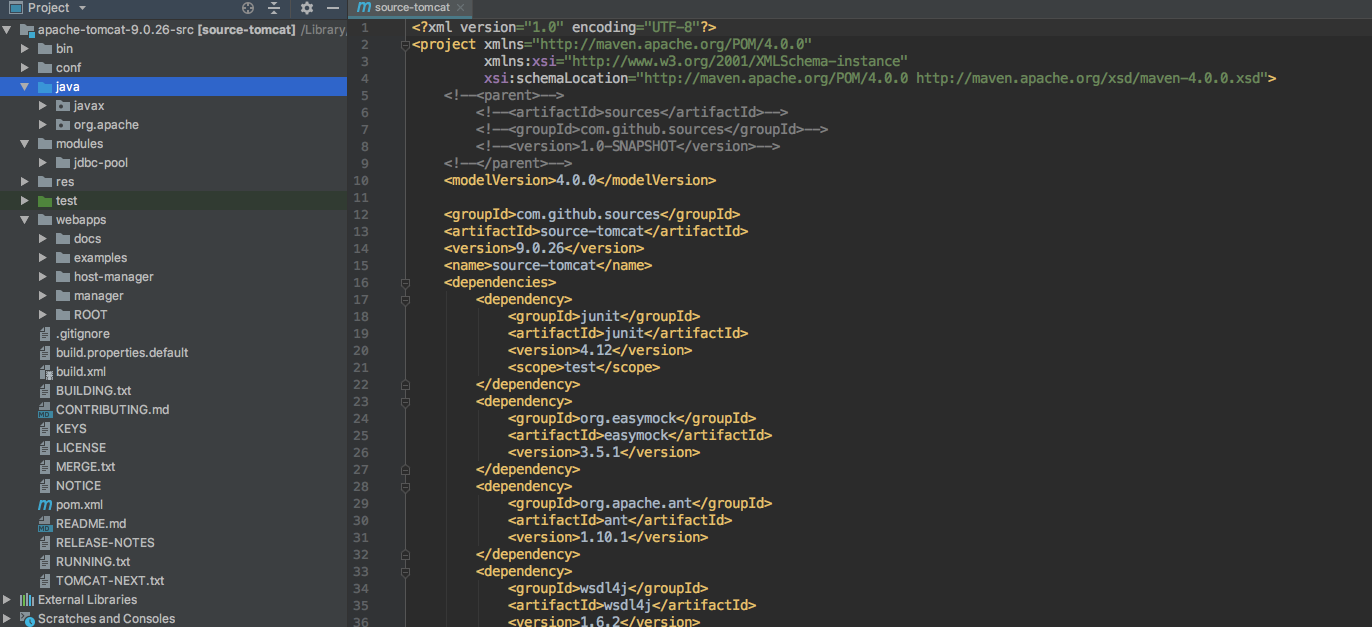 Project
apache-tomcat-9.0.26-src [source-tomcat] /Library/
bin
conf
java
javax
org.apache
modules
jdbc-pool
res
test
webapps
docs
examples
host-manager
manager
ROOT
.gitignore
build.properties.default
build.xml
BUILDING.txt
CONTRIBUTING.md
KEYS
LICENSE
MERGE.txt
NOTICE
pom.xml
README.md
RELEASE-NOTES
RUNNING.txt
TOMCAT-NEXT.txt
External Libraries
Scratches and Consoles
source-tomcat
1 <?xml version="1.0" encoding="UTF-8"?>
2 <project xmlns="http://maven.apache.org/POM/4.0.0"
3 xmlns:xsi="http://www.w3.org/2001/XMLSchema-instance"
4 xsi:schemaLocation="http://maven.apache.org/POM/4.0.0 http://maven.apache.org/xsd/maven-4.0.0.xsd">
5 <!--<parent>-->
6 <!--<artifactId>sources</artifactId>-->
7 <!--<groupId>com.github.sources</groupId>-->
8 <!--<version>1.0-SNAPSHOT</version>-->
9 <!--</parent>-->
10 <modelVersion>4.0.0</modelVersion>
11
12 <groupId>com.github.sources</groupId>
13 <artifactId>source-tomcat</artifactId>
14 <version>9.0.26</version>
15 <name>source-tomcat</name>
16 <dependencies>
17 <dependency>
18 <groupId>junit</groupId>
19 <artifactId>junit</artifactId>
20 <version>4.12</version>
21 <scope>test</scope>
22 </dependency>
23 <dependency>
24 <groupId>org.easymock</groupId>
25 <artifactId>easymock</artifactId>
26 <version>3.5.1</version>
27 </dependency>
28 <dependency>
29 <groupId>org.apache.ant</groupId>
30 <artifactId>ant</artifactId>
31 <version>1.10.1</version>
32 </dependency>
33 <dependency>
34 <groupId>wsdl4j</groupId>
35 <artifactId>wsdl4j</artifactId>
36 <version>1.6.2</version>